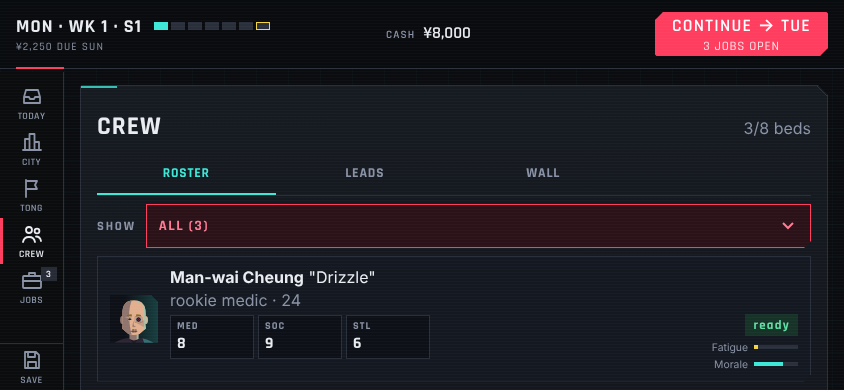 MON · WK 1 · S1
¥2,250 DUE SUN
CASH ¥8,000
CONTINUE → TUE
3 JOBS OPEN
TODAY
CITY
TONG
CREW
3
JOBS
SAVE
CREW
3/8 beds
ROSTER LEADS WALL
SHOW ALL (3)
Man-wai Cheung "Drizzle"
rookie medic · 24
MED SOC STL
8 9 6
ready
Fatigue
Morale